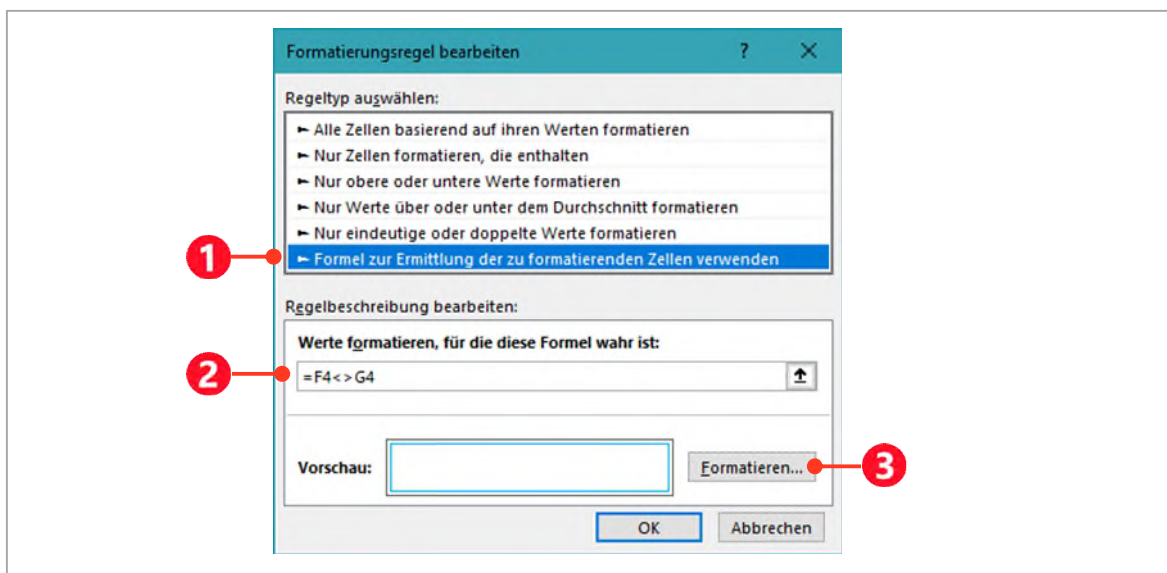 Formatierungsregel bearbeiten ? ×
Regeltyp auswählen:
► Alle Zellen basierend auf ihren Werten formatieren
► Nur Zellen formatieren, die enthalten
► Nur obere oder untere Werte formatieren
► Nur Werte über oder unter dem Durchschnitt formatieren
► Nur eindeutige oder doppelte Werte formatieren
1 ► Formel zur Ermittlung der zu formatierenden Zellen verwenden
Regelbeschreibung bearbeiten:
Werte formatieren, für die diese Formel wahr ist:
2 =F4<>G4
Vorschau: Formatieren... 3
OK Abbrechen